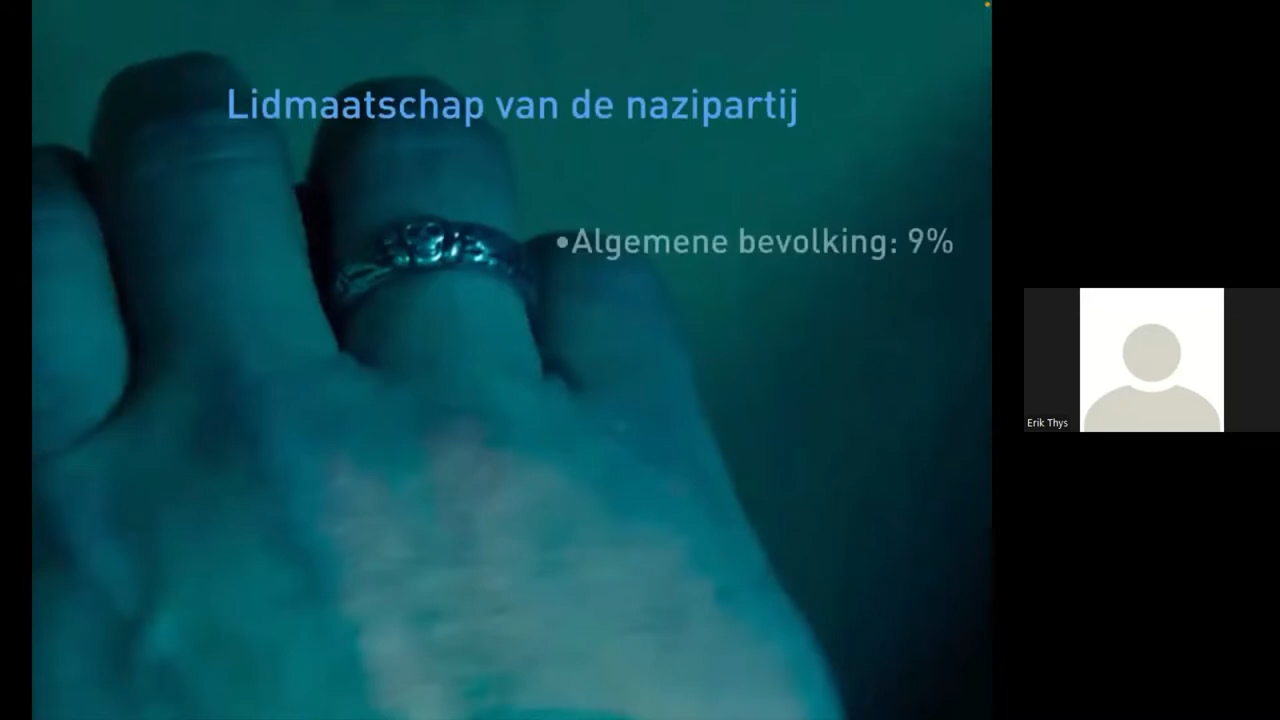 Lidmaatschap van de nazipartij
•Algemene bevolking: 9%
Erik Thys